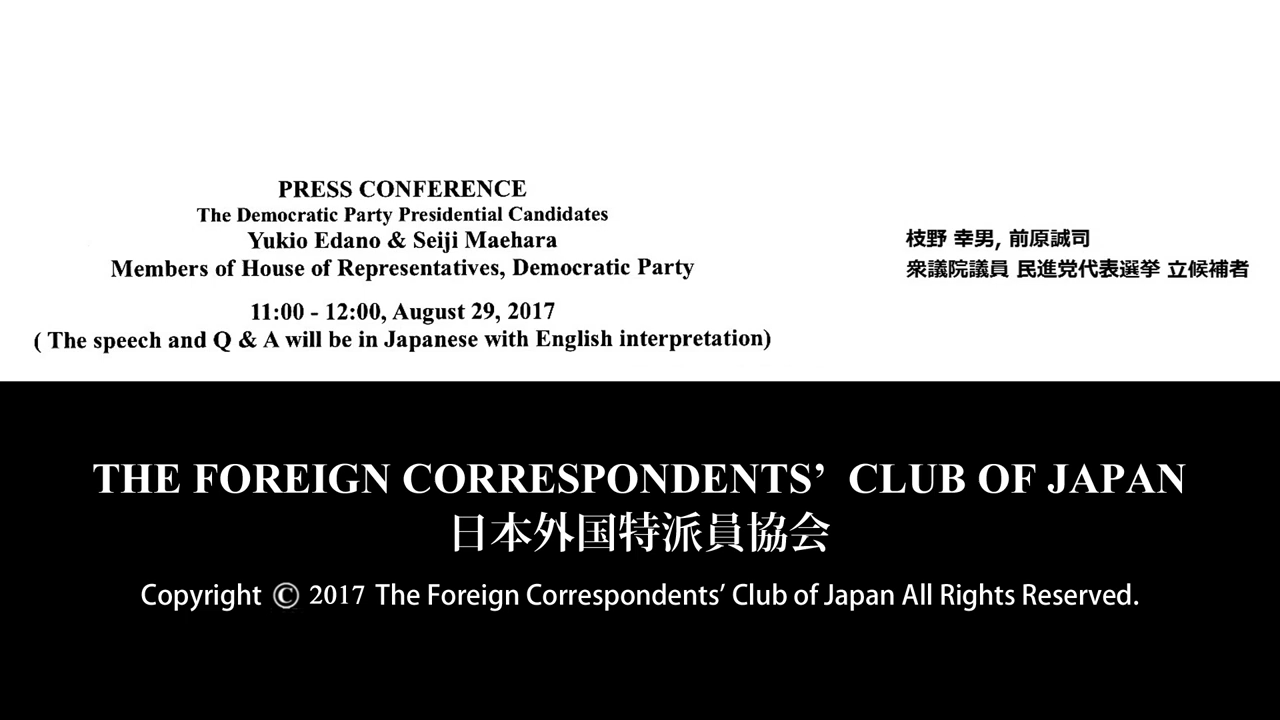 PRESS CONFERENCE
The Democratic Party Presidential Candidates
Yukio Edano & Seiji Maehara
Members of House of Representatives, Democratic Party
11:00 - 12:00, August 29, 2017
( The speech and Q & A will be in Japanese with English interpretation)
枝野 幸男, 前原誠司
衆議院議員 民進党代表選挙 立候補者
THE FOREIGN CORRESPONDENTS’ CLUB OF JAPAN
日本外国特派員協会
Copyright © 2017 The Foreign Correspondents’ Club of Japan All Rights Reserved.